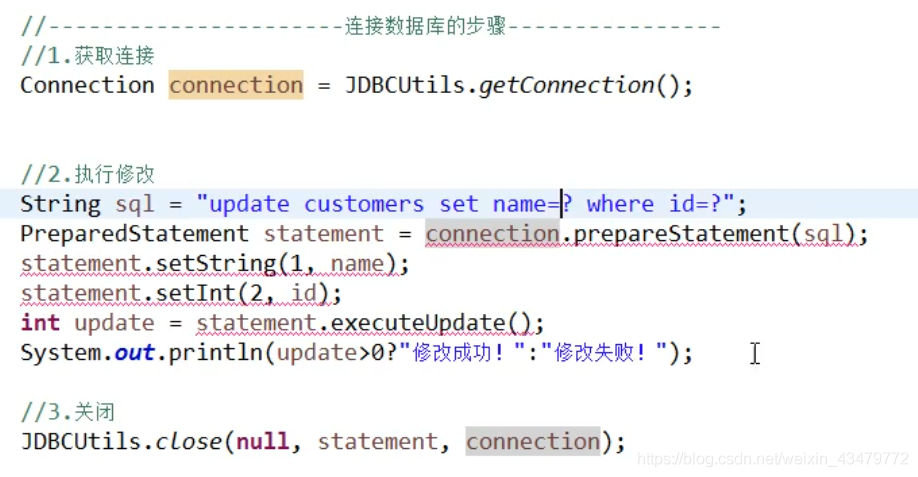 //----------------------连接数据库的步骤----------------
//1.获取连接
Connection connection = JDBCUtils.getConnection();
//2.执行修改
String sql = "update customers set name=? where id=?";
PreparedStatement statement = connection.prepareStatement(sql);
statement.setString(1, name);
statement.setInt(2, id);
int update = statement.executeUpdate();
System.out.println(update>0?"修改成功！":"修改失败！");
//3.关闭
JDBCUtils.close(null, statement, connection);
https://blog.csdn.net/weixin_43479772